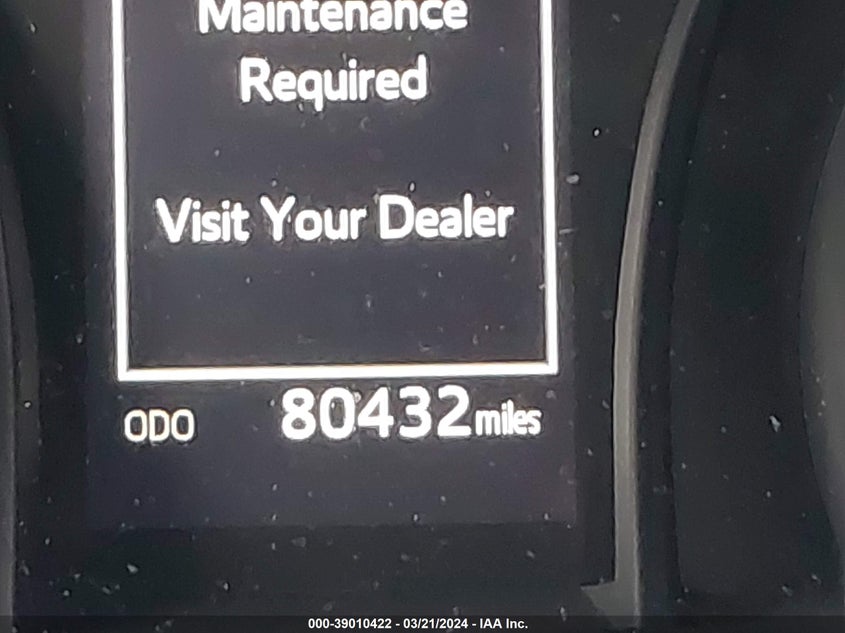 Maintenance
Required
Visit Your Dealer
ODO 80432 miles
000-39010422 - 03/21/2024 - IAA Inc.